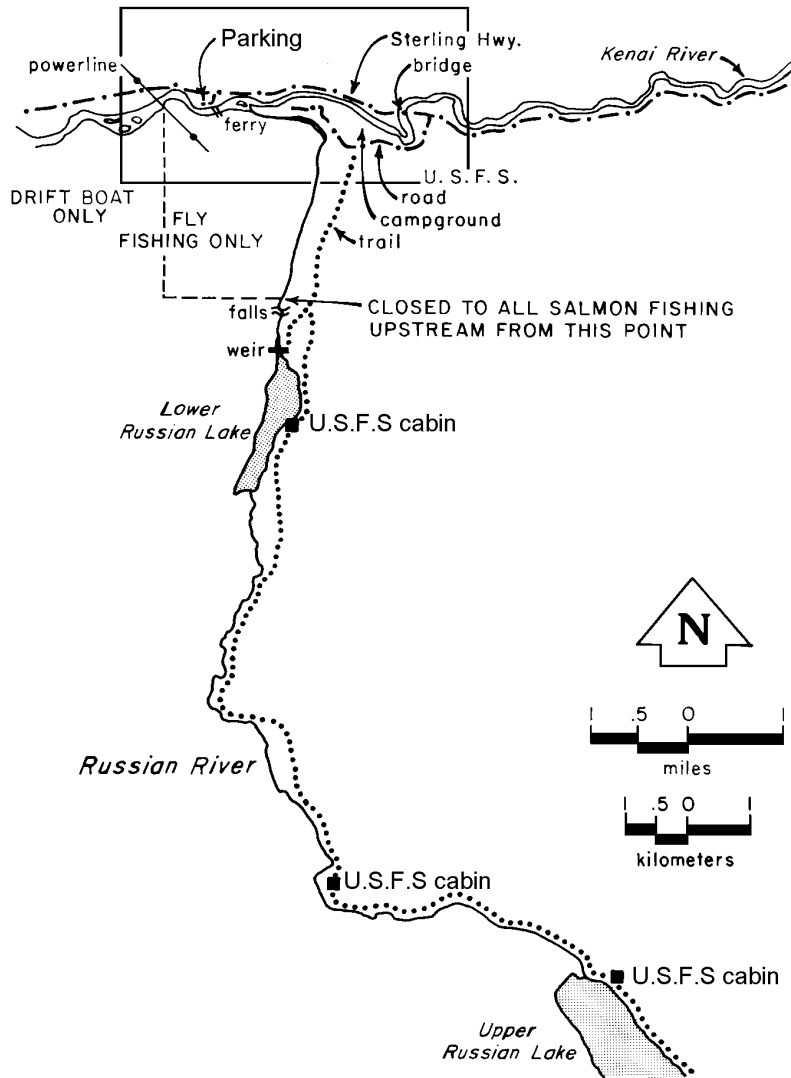 Parking
Sterling Hwy.
bridge
Kenai River
powerline
ferry
U. S. F. S.
road
campground
trail
DRIFT BOAT
ONLY
FLY
FISHING ONLY
falls
CLOSED TO ALL SALMON FISHING
UPSTREAM FROM THIS POINT
weir
Lower
Russian Lake
U.S.F.S cabin
N
1 .5 0 1
miles
1 .5 0 1
kilometers
Russian River
U.S.F.S cabin
U.S.F.S cabin
Upper
Russian Lake